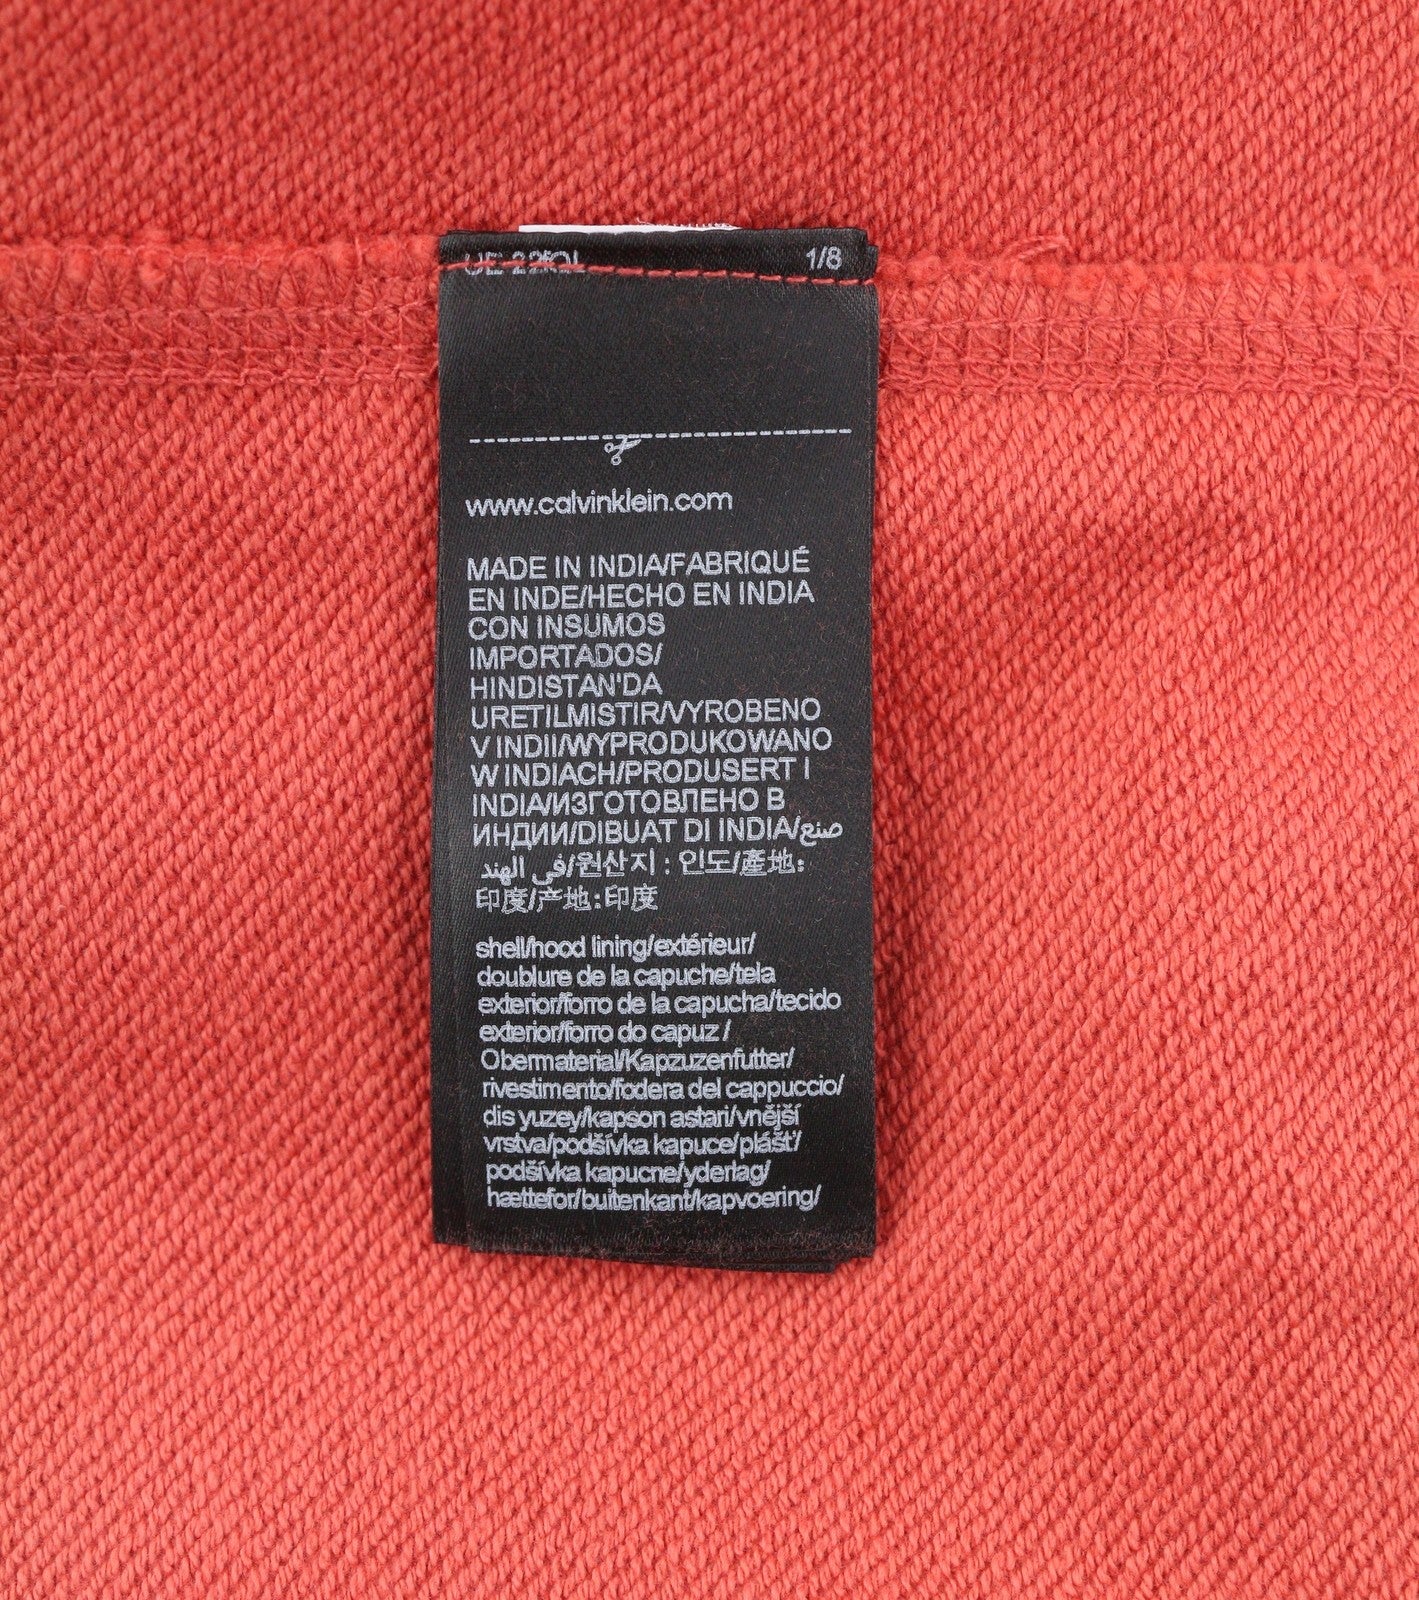 1/8
www.calvinklein.com
MADE IN INDIA/FABRIQUÉ
EN INDE/HECHO EN INDIA
CON INSUMOS
IMPORTADOS/
HINDISTAN'DA
URETILMISTIR/VYROBENO
V INDII/WYPRODUKOWANO
W INDIACH/PRODUSERT I
INDIA/ИЗГОТОВЛЕНО В
ИНДИИ/DIBUAT DI INDIA/صنع
في الهند/원산지 : 인도/產地:
印度/产地:印度
shell/hood lining/extérieur/
doublure de la capuche/tela
exterior/forro de la capucha/tecido
exterior/forro do capuz /
Obermaterial/Kapzuzenfutter/
rivestimento/fodera del cappuccio/
dis yuzey/kapson astari/vnější
vrstva/podšívka kapuce/plášť/
podšívka kapucne/yderlag/
hættefor/buitenkant/kapvoering/